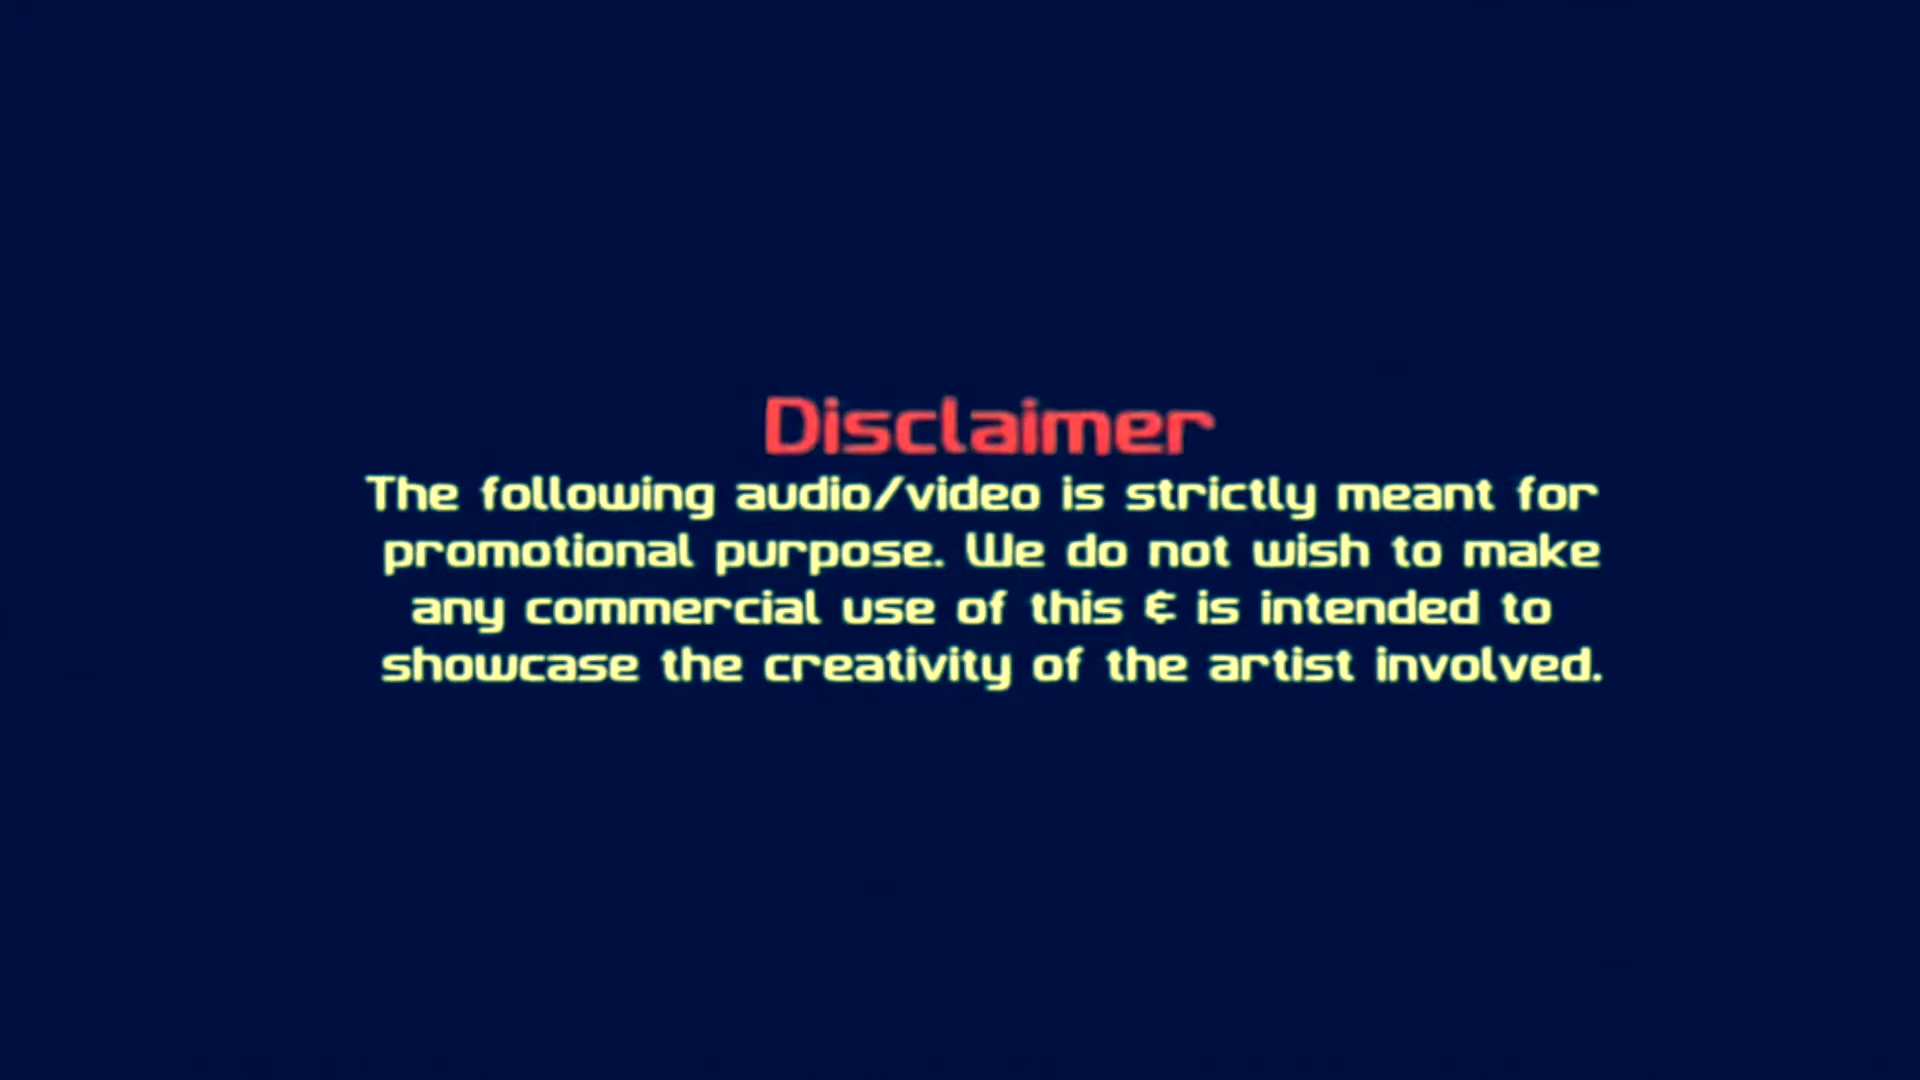 Disclaimer
The following audio/video is strictly meant for
promotional purpose. We do not wish to make
any commercial use of this & is intended to
showcase the creativity of the artist involved.